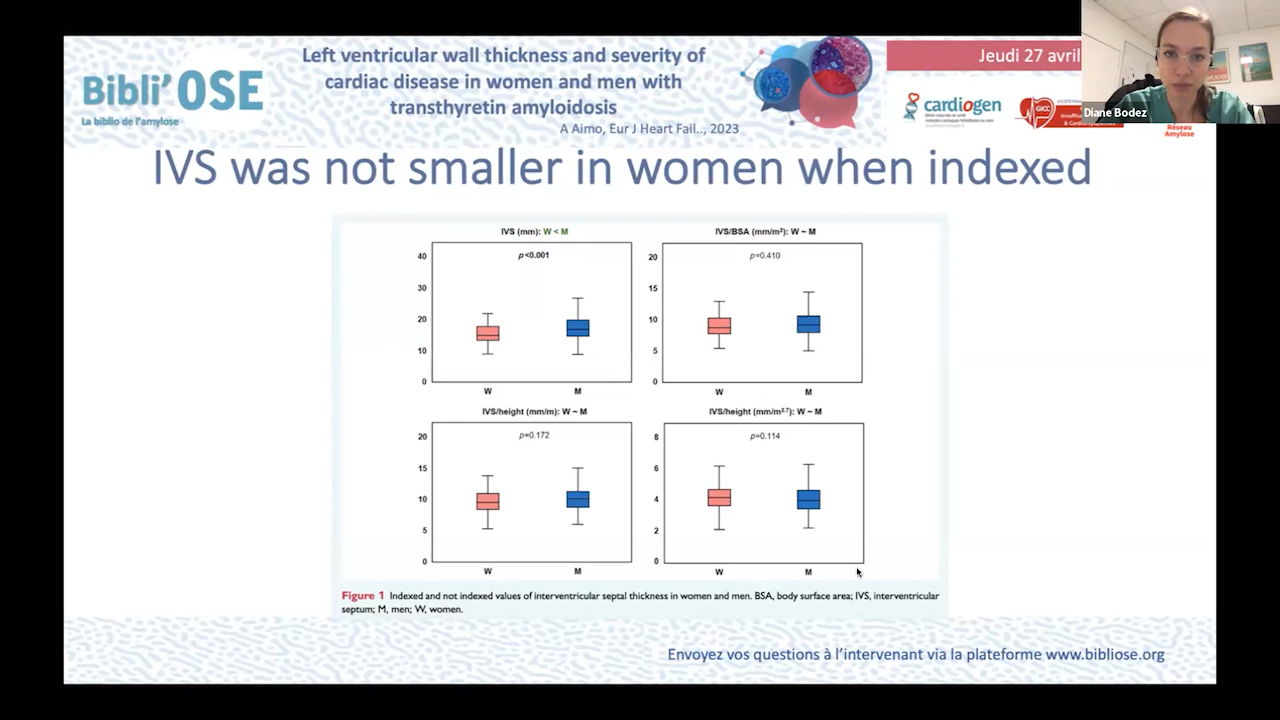 Bibli'OSE
La biblio de l'amylose
Left ventricular wall thickness and severity of
cardiac disease in women and men with
transthyretin amyloidosis
A Aimo, Eur J Heart Fail.., 2023
Jeudi 27 avril
cardiogen
GICC
Réseau
Amylose
Diane Bodez
IVS was not smaller in women when indexed
IVS (mm): W < M
p<0.001
40
30
20
10
0
W M
IVS/BSA (mm/m²): W ~ M
p=0.410
20
15
10
5
0
W M
IVS/height (mm/m): W ~ M
p=0.172
20
15
10
5
0
W M
IVS/height (mm/m²·⁷): W ~ M
p=0.114
8
6
4
2
0
W M
Figure 1 Indexed and not indexed values of interventricular septal thickness in women and men. BSA, body surface area; IVS, interventricular
septum; M, men; W, women.
Envoyez vos questions à l'intervenant via la plateforme www.bibliose.org